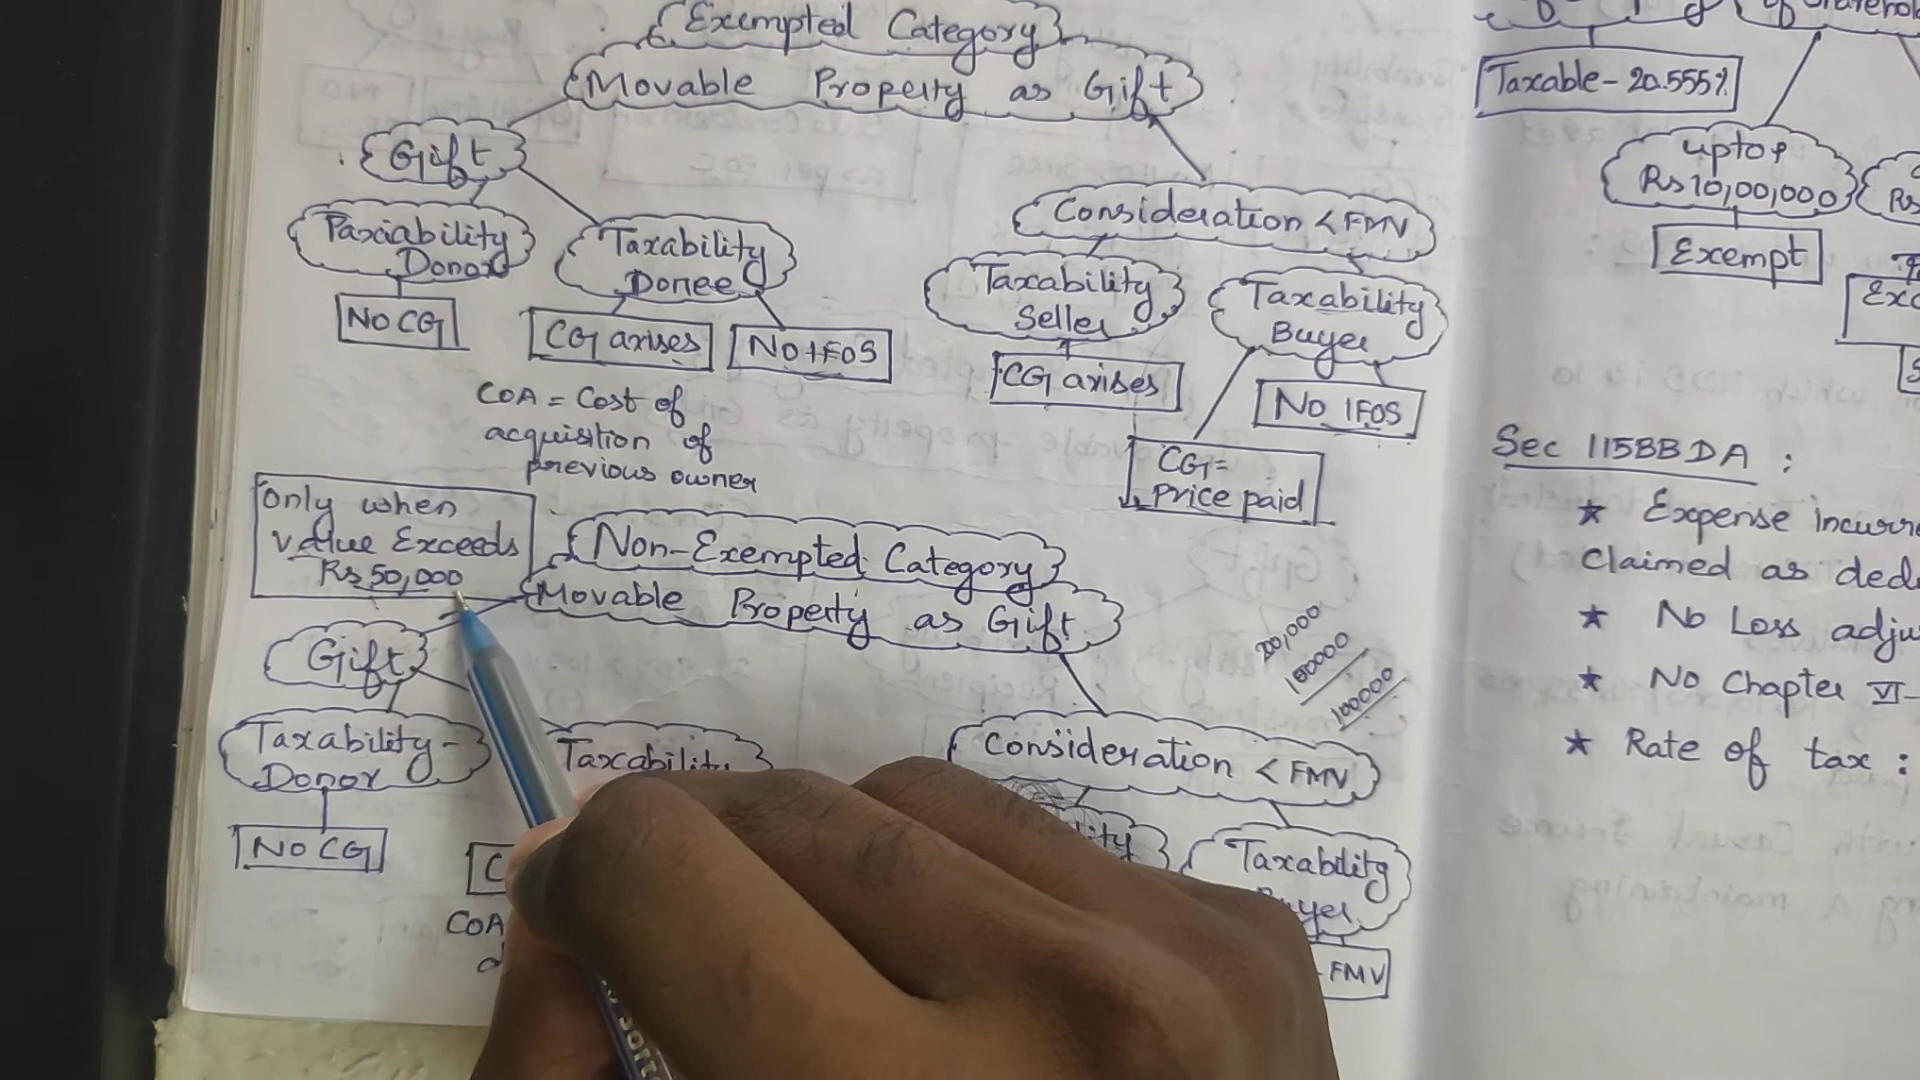 Exempted Category
Movable Property as Gift
Gift
Paxiability
Donor
No CG
Taxability
Donee
CG arises
No IFOS
COA = Cost of
acquisition of
previous owner
Consideration < FMV
Taxability
Seller
CG arises
Taxability
Buyer
No IFOS
CG =
Price paid
Only when
value Exceeds
Rs 50,000
Non-Exempted Category
Movable Property as Gift
Gift
Taxability-
Donor
No CG
Taxability
COA
Consideration < FMV
Taxability
FMV
100000
Taxable - 20.555%
upto
Rs 10,00,000
Exempt
Rs
Sec 115BBDA :
* Expense incurr
Claimed as ded
* No Loss adju
* No Chapter VI-
* Rate of tax :